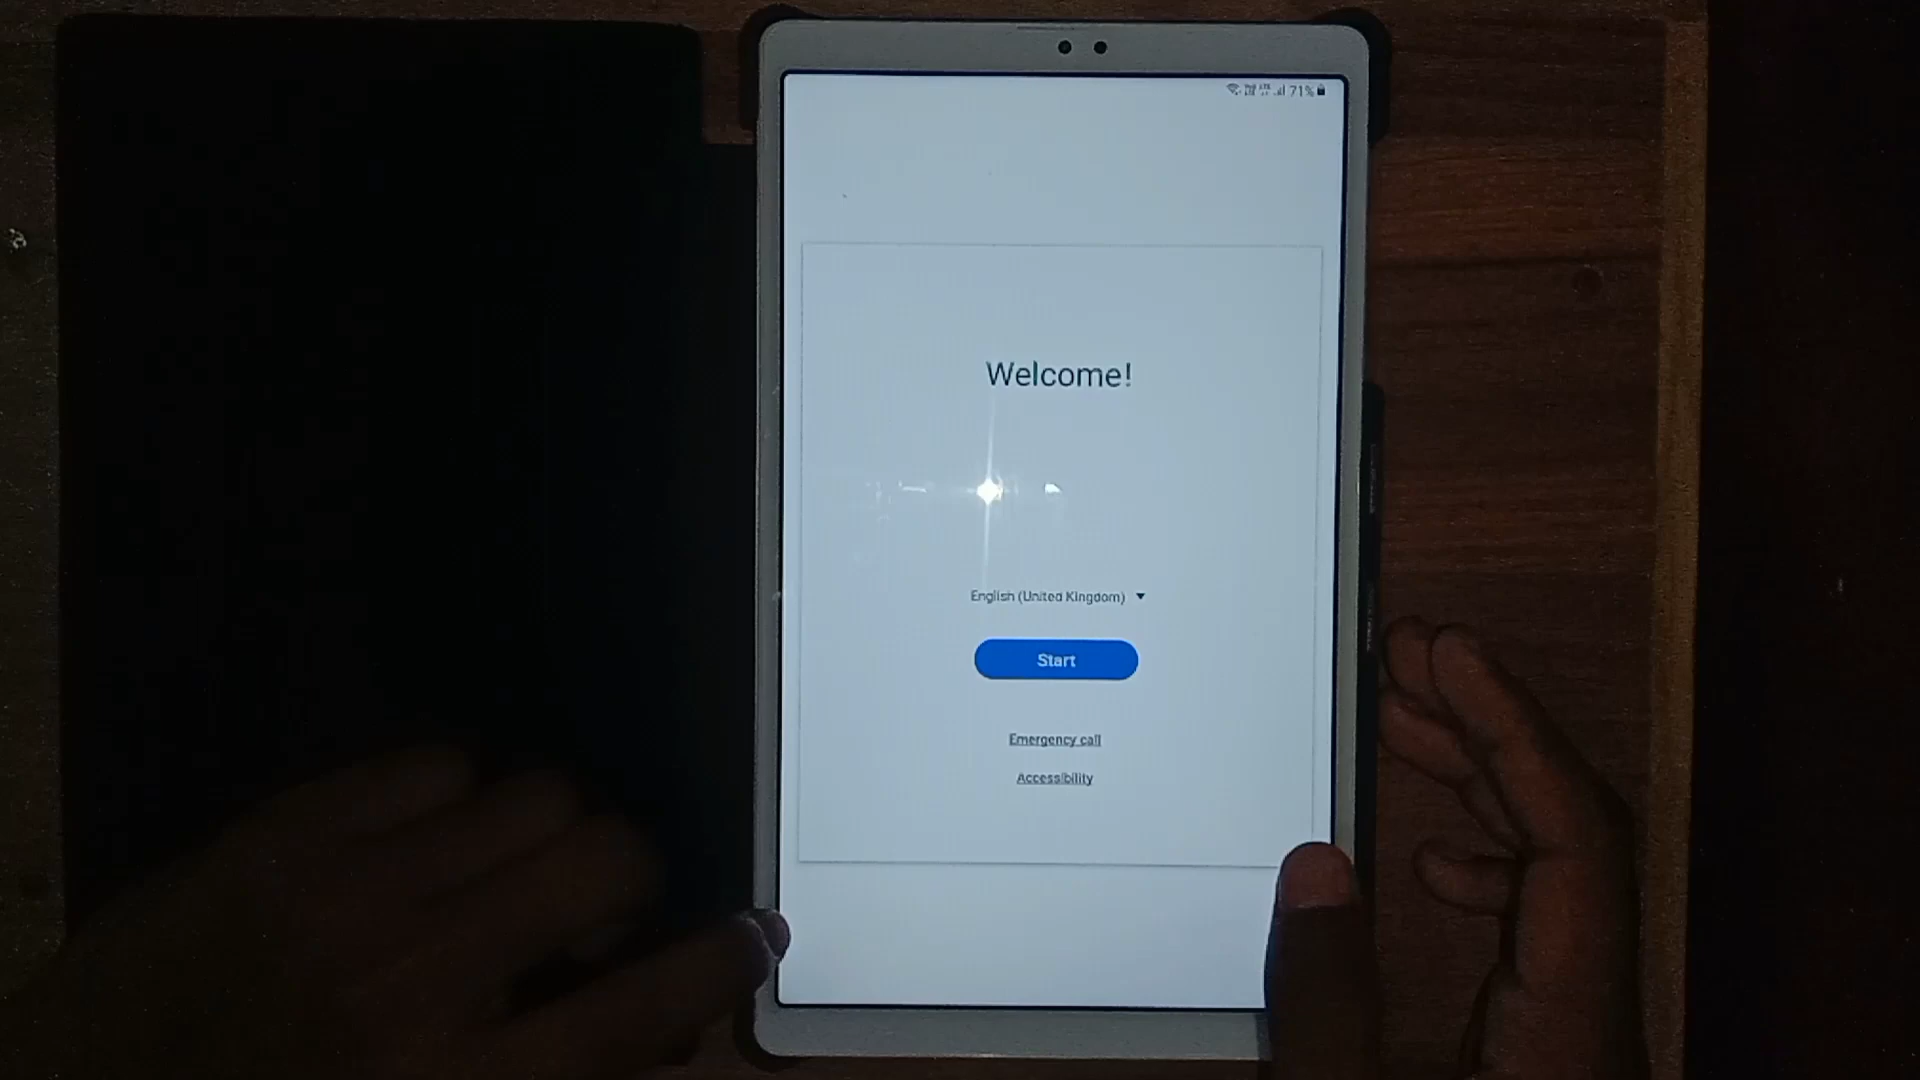 71%
Welcome!
English (United Kingdom)
Start
Emergency call
Accessibility